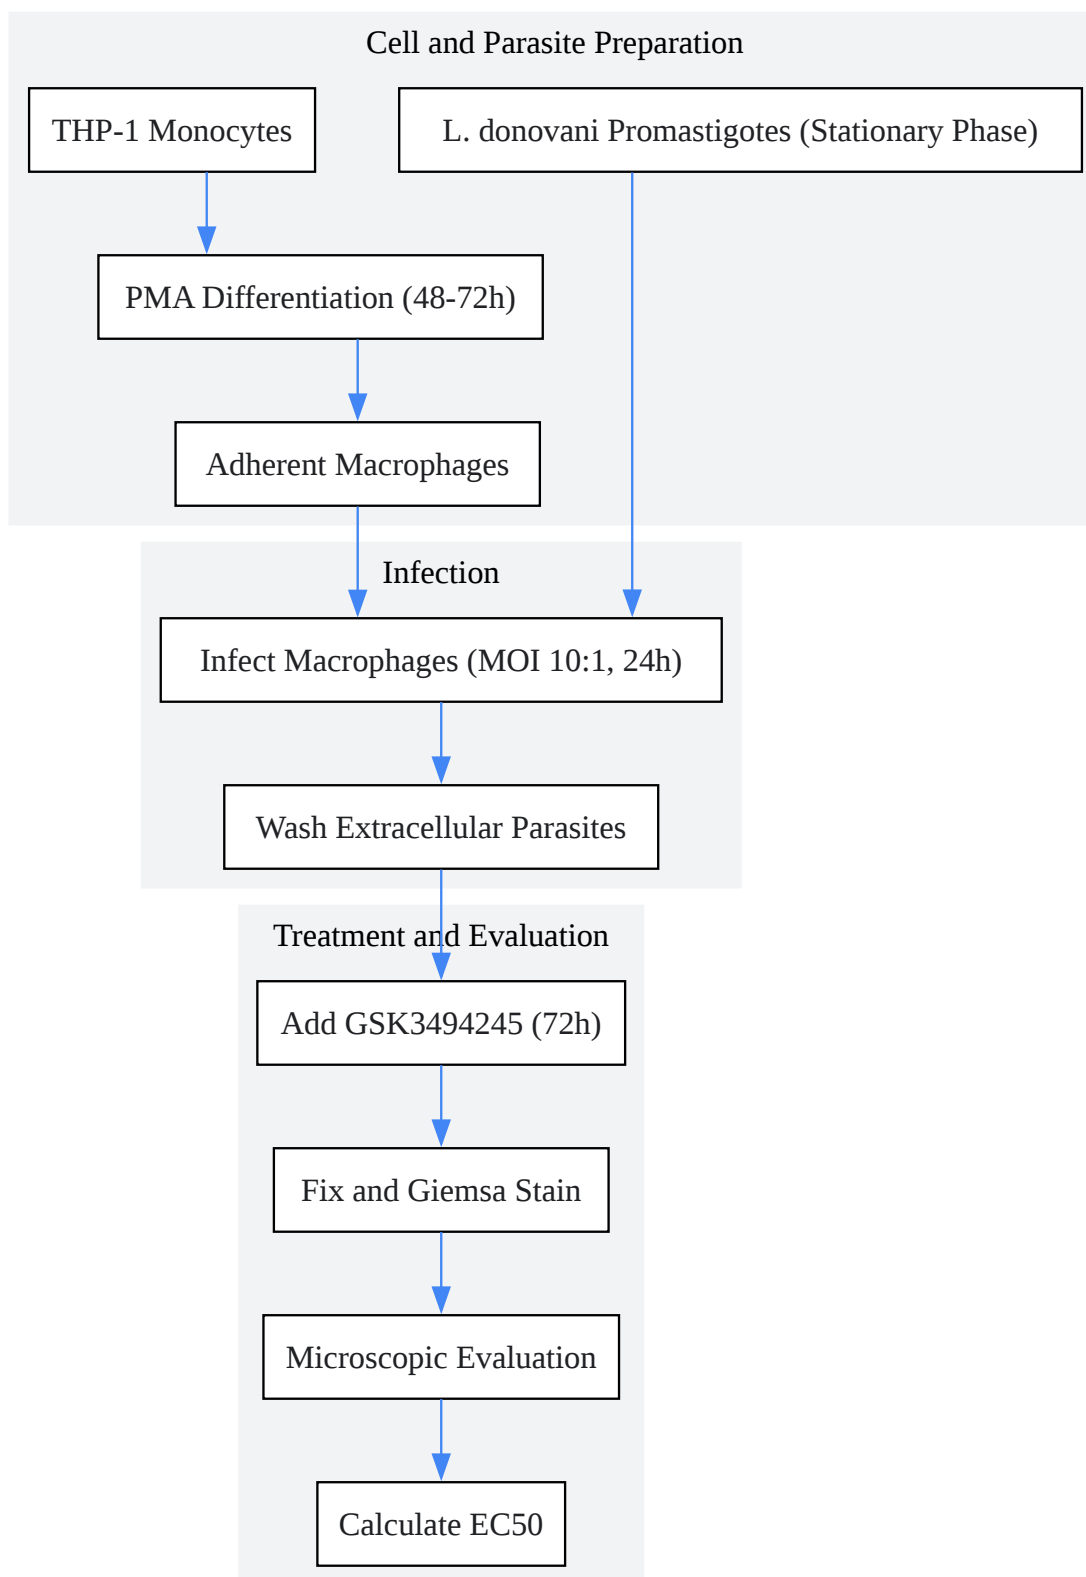 Cell and Parasite Preparation
THP-1 Monocytes
L. donovani Promastigotes (Stationary Phase)
PMA Differentiation (48-72h)
Adherent Macrophages
Infection
Infect Macrophages (MOI 10:1, 24h)
Wash Extracellular Parasites
Treatment and Evaluation
Add GSK3494245 (72h)
Fix and Giemsa Stain
Microscopic Evaluation
Calculate EC50